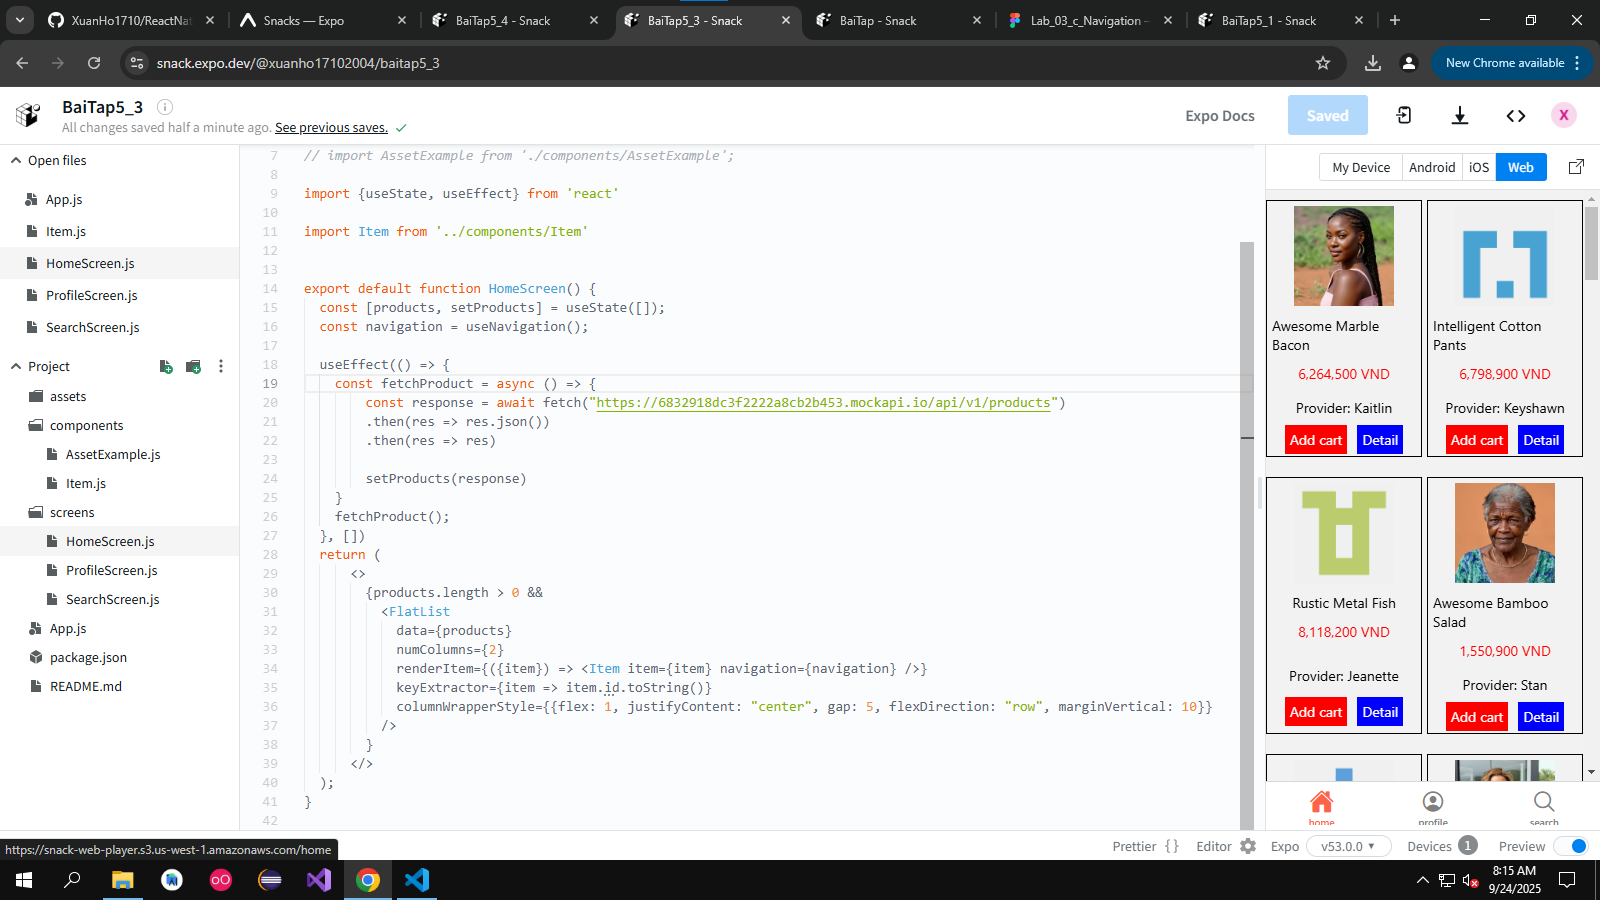 XuanHo1710/ReactNat
Snacks — Expo
BaiTap5_4 - Snack
BaiTap5_3 - Snack
BaiTap - Snack
Lab_03_c_Navigation –
BaiTap5_1 - Snack
snack.expo.dev/@xuanho17102004/baitap5_3
New Chrome available
BaiTap5_3
All changes saved half a minute ago. See previous saves.
Expo Docs
Saved
X
Open files
App.js
Item.js
HomeScreen.js
ProfileScreen.js
SearchScreen.js
Project
assets
components
AssetExample.js
Item.js
screens
HomeScreen.js
ProfileScreen.js
SearchScreen.js
App.js
package.json
README.md
7 // import AssetExample from './components/AssetExample';
8
9 import {useState, useEffect} from 'react'
10
11 import Item from '../components/Item'
12
13
14 export default function HomeScreen() {
15 const [products, setProducts] = useState([]);
16 const navigation = useNavigation();
17
18 useEffect(() => {
19 const fetchProduct = async () => {
20 const response = await fetch("https://6832918dc3f2222a8cb2b453.mockapi.io/api/v1/products")
21 .then(res => res.json())
22 .then(res => res)
23
24 setProducts(response)
25 }
26 fetchProduct();
27 }, [])
28 return (
29 <>
30 {products.length > 0 &&
31 <FlatList
32 data={products}
33 numColumns={2}
34 renderItem={({item}) => <Item item={item} navigation={navigation} />}
35 keyExtractor={item => item.id.toString()}
36 columnWrapperStyle={{flex: 1, justifyContent: "center", gap: 5, flexDirection: "row", marginVertical: 10}}
37 />
38 }
39 </>
40 );
41 }
42
My Device
Android
iOS
Web
Awesome Marble
Bacon
6,264,500 VND
Provider: Kaitlin
Add cart
Detail
Intelligent Cotton
Pants
6,798,900 VND
Provider: Keyshawn
Add cart
Detail
Rustic Metal Fish
8,118,200 VND
Provider: Jeanette
Add cart
Detail
Awesome Bamboo
Salad
1,550,900 VND
Provider: Stan
Add cart
Detail
home
profile
search
https://snack-web-player.s3.us-west-1.amazonaws.com/home
Prettier { }
Editor
Expo
v53.0.0
Devices 1
Preview
8:15 AM
9/24/2025